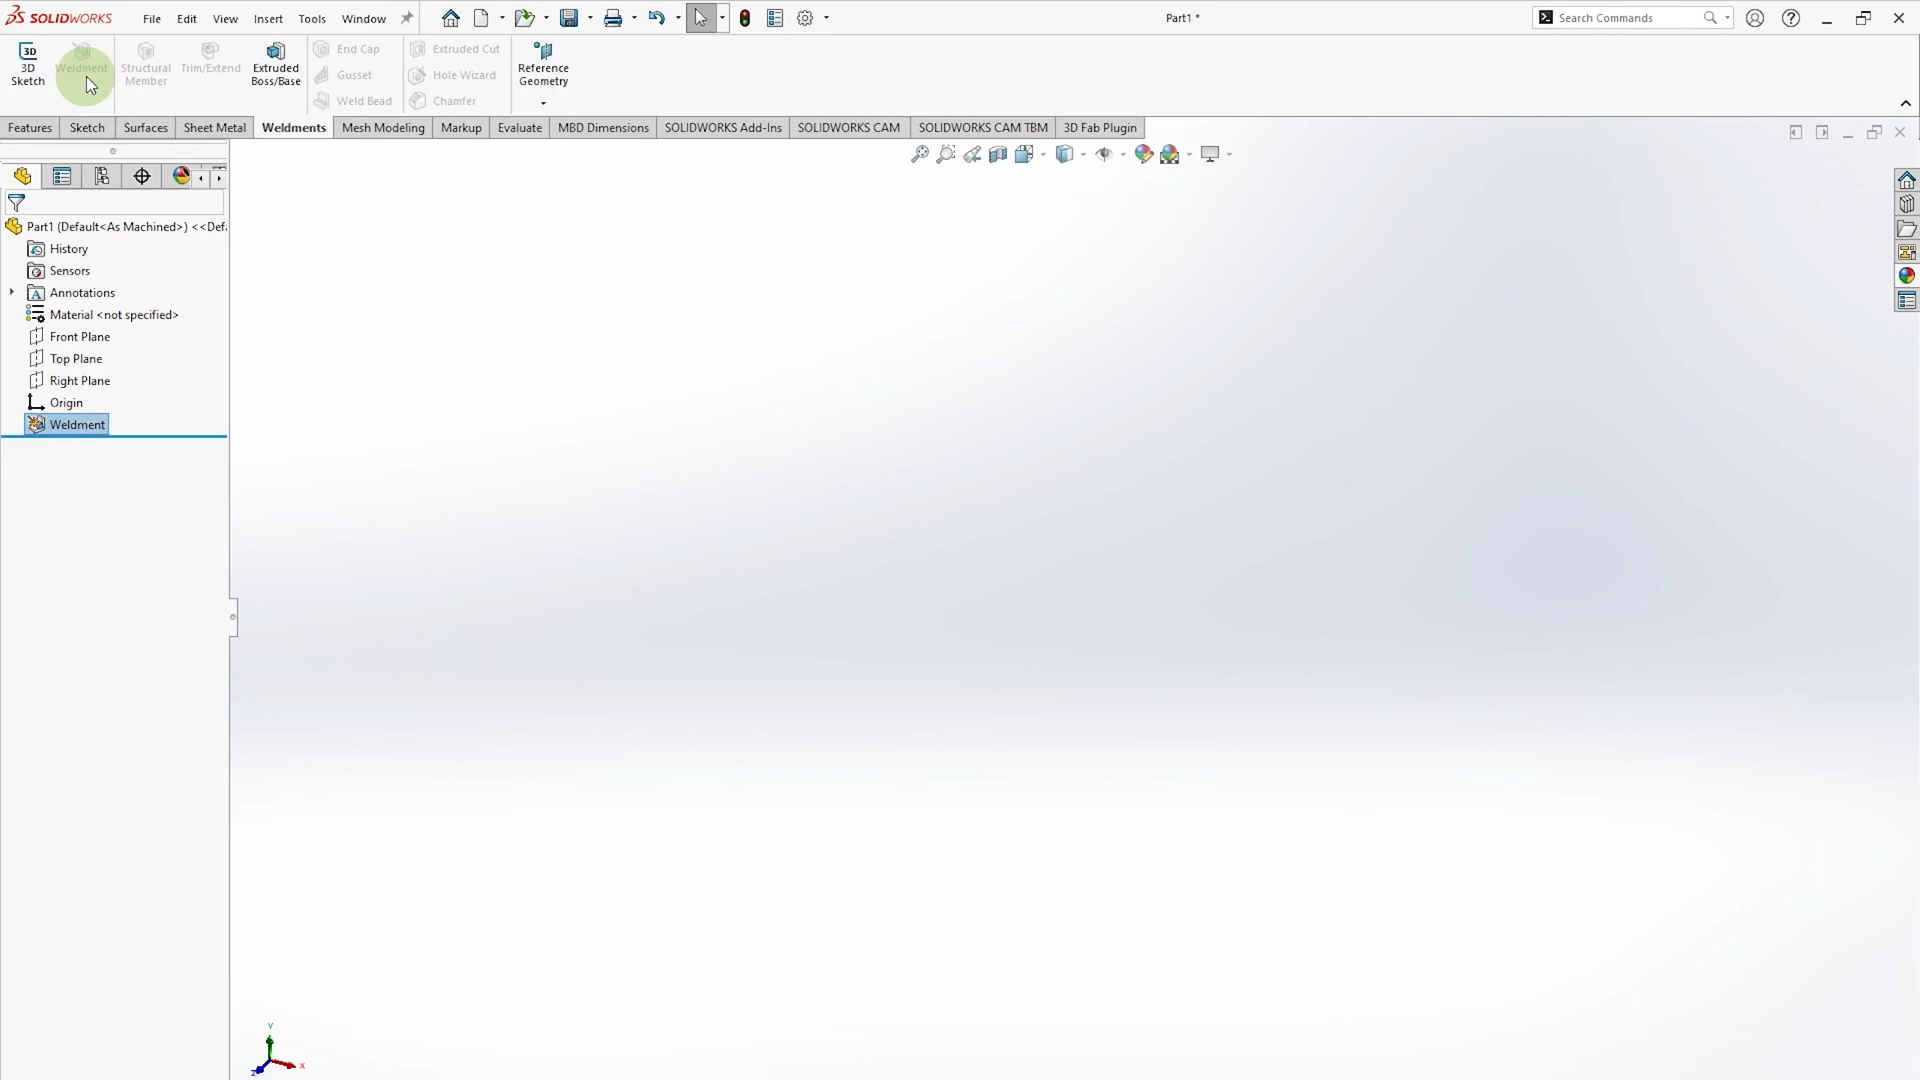 SOLIDWORKS File Edit View Insert Tools Window Part1 * Search Commands
3D Sketch
Weldment
Structural Member
Trim/Extend
Extruded Boss/Base
End Cap
Gusset
Weld Bead
Extruded Cut
Hole Wizard
Chamfer
Reference Geometry
Features Sketch Surfaces Sheet Metal Weldments Mesh Modeling Markup Evaluate MBD Dimensions SOLIDWORKS Add-Ins SOLIDWORKS CAM SOLIDWORKS CAM TBM 3D Fab Plugin
Part1 (Default<As Machined>) <<Def
History
Sensors
Annotations
Material <not specified>
Front Plane
Top Plane
Right Plane
Origin
Weldment
Y
X
Z